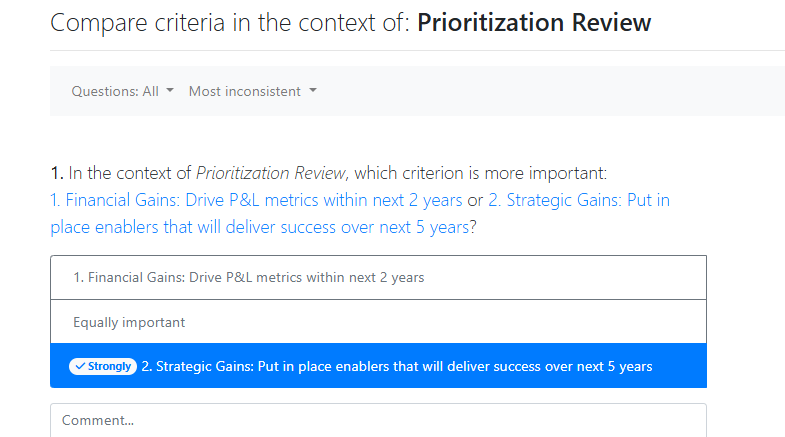 Compare criteria in the context of: Prioritization Review
Questions: All Most inconsistent
1. In the context of Prioritization Review, which criterion is more important:
1. Financial Gains: Drive P&L metrics within next 2 years or 2. Strategic Gains: Put in
place enablers that will deliver success over next 5 years?
1. Financial Gains: Drive P&L metrics within next 2 years
Equally important
Strongly 2. Strategic Gains: Put in place enablers that will deliver success over next 5 years
Comment...